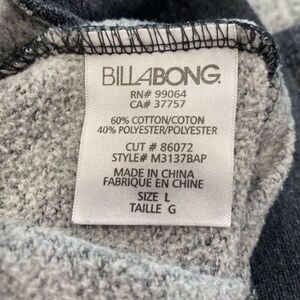 BILLABONG
RN# 99064
CA# 37757
60% COTTON/COTON
40% POLYESTER/POLYESTER
CUT # 86072
STYLE# M3137BAP
MADE IN CHINA
FABRIQUE EN CHINE
SIZE L
TAILLE G